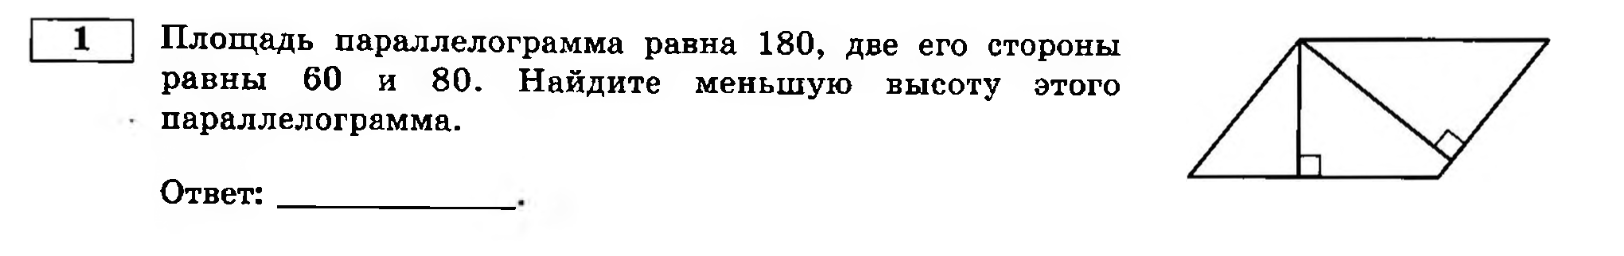 1
Площадь параллелограмма равна 180, две его стороны
равны 60 и 80. Найдите меньшую высоту этого
параллелограмма.
Ответ: ____________.